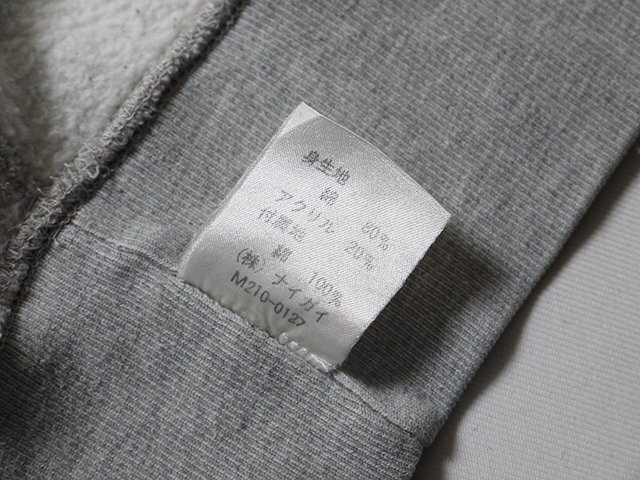 身生地
綿 80%
アクリル 20%
付属地
綿 100%
(株)ナイガイ
M210-0127